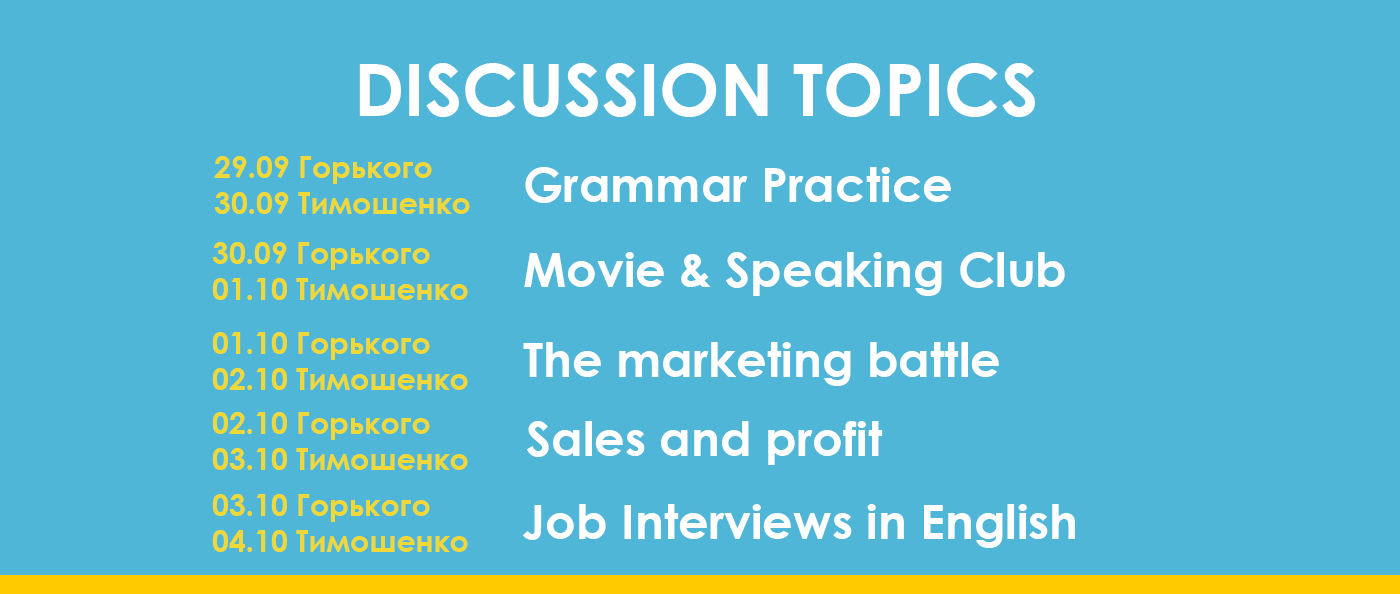 DISCUSSION TOPICS
29.09 Горького
30.09 Тимошенко
Grammar Practice
30.09 Горького
01.10 Тимошенко
Movie & Speaking Club
01.10 Горького
02.10 Тимошенко
The marketing battle
02.10 Горького
03.10 Тимошенко
Sales and profit
03.10 Горького
04.10 Тимошенко
Job Interviews in English